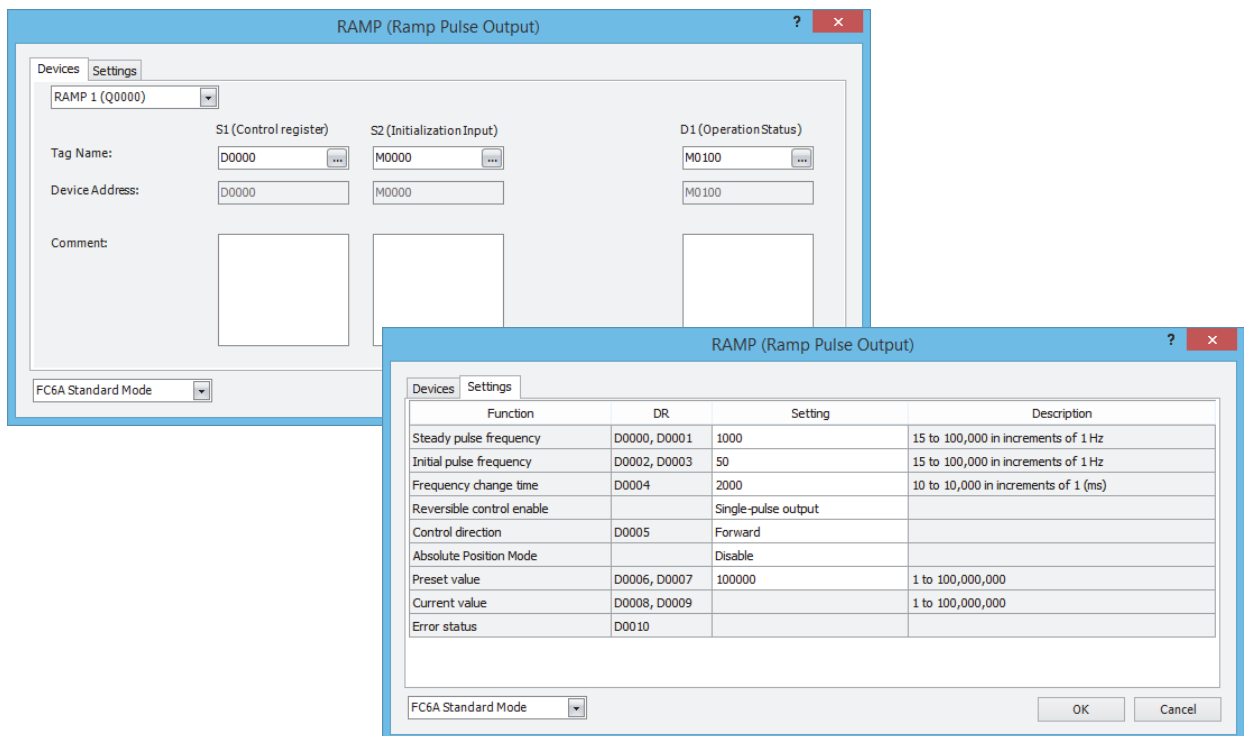 RAMP (Ramp Pulse Output)
?
Devices Settings
RAMP 1 (Q0000)
S1 (Control register) S2 (Initialization Input) D1 (Operation Status)
Tag Name: D0000 ... M0000 ... M0100 ...
Device Address: D0000 M0000 M0100
Comment:
FC6A Standard Mode
RAMP (Ramp Pulse Output)
?
Devices Settings
Function DR Setting Description
Steady pulse frequency D0000, D0001 1000 15 to 100,000 in increments of 1 Hz
Initial pulse frequency D0002, D0003 50 15 to 100,000 in increments of 1 Hz
Frequency change time D0004 2000 10 to 10,000 in increments of 1 (ms)
Reversible control enable Single-pulse output
Control direction D0005 Forward
Absolute Position Mode Disable
Preset value D0006, D0007 100000 1 to 100,000,000
Current value D0008, D0009 1 to 100,000,000
Error status D0010
FC6A Standard Mode
OK Cancel